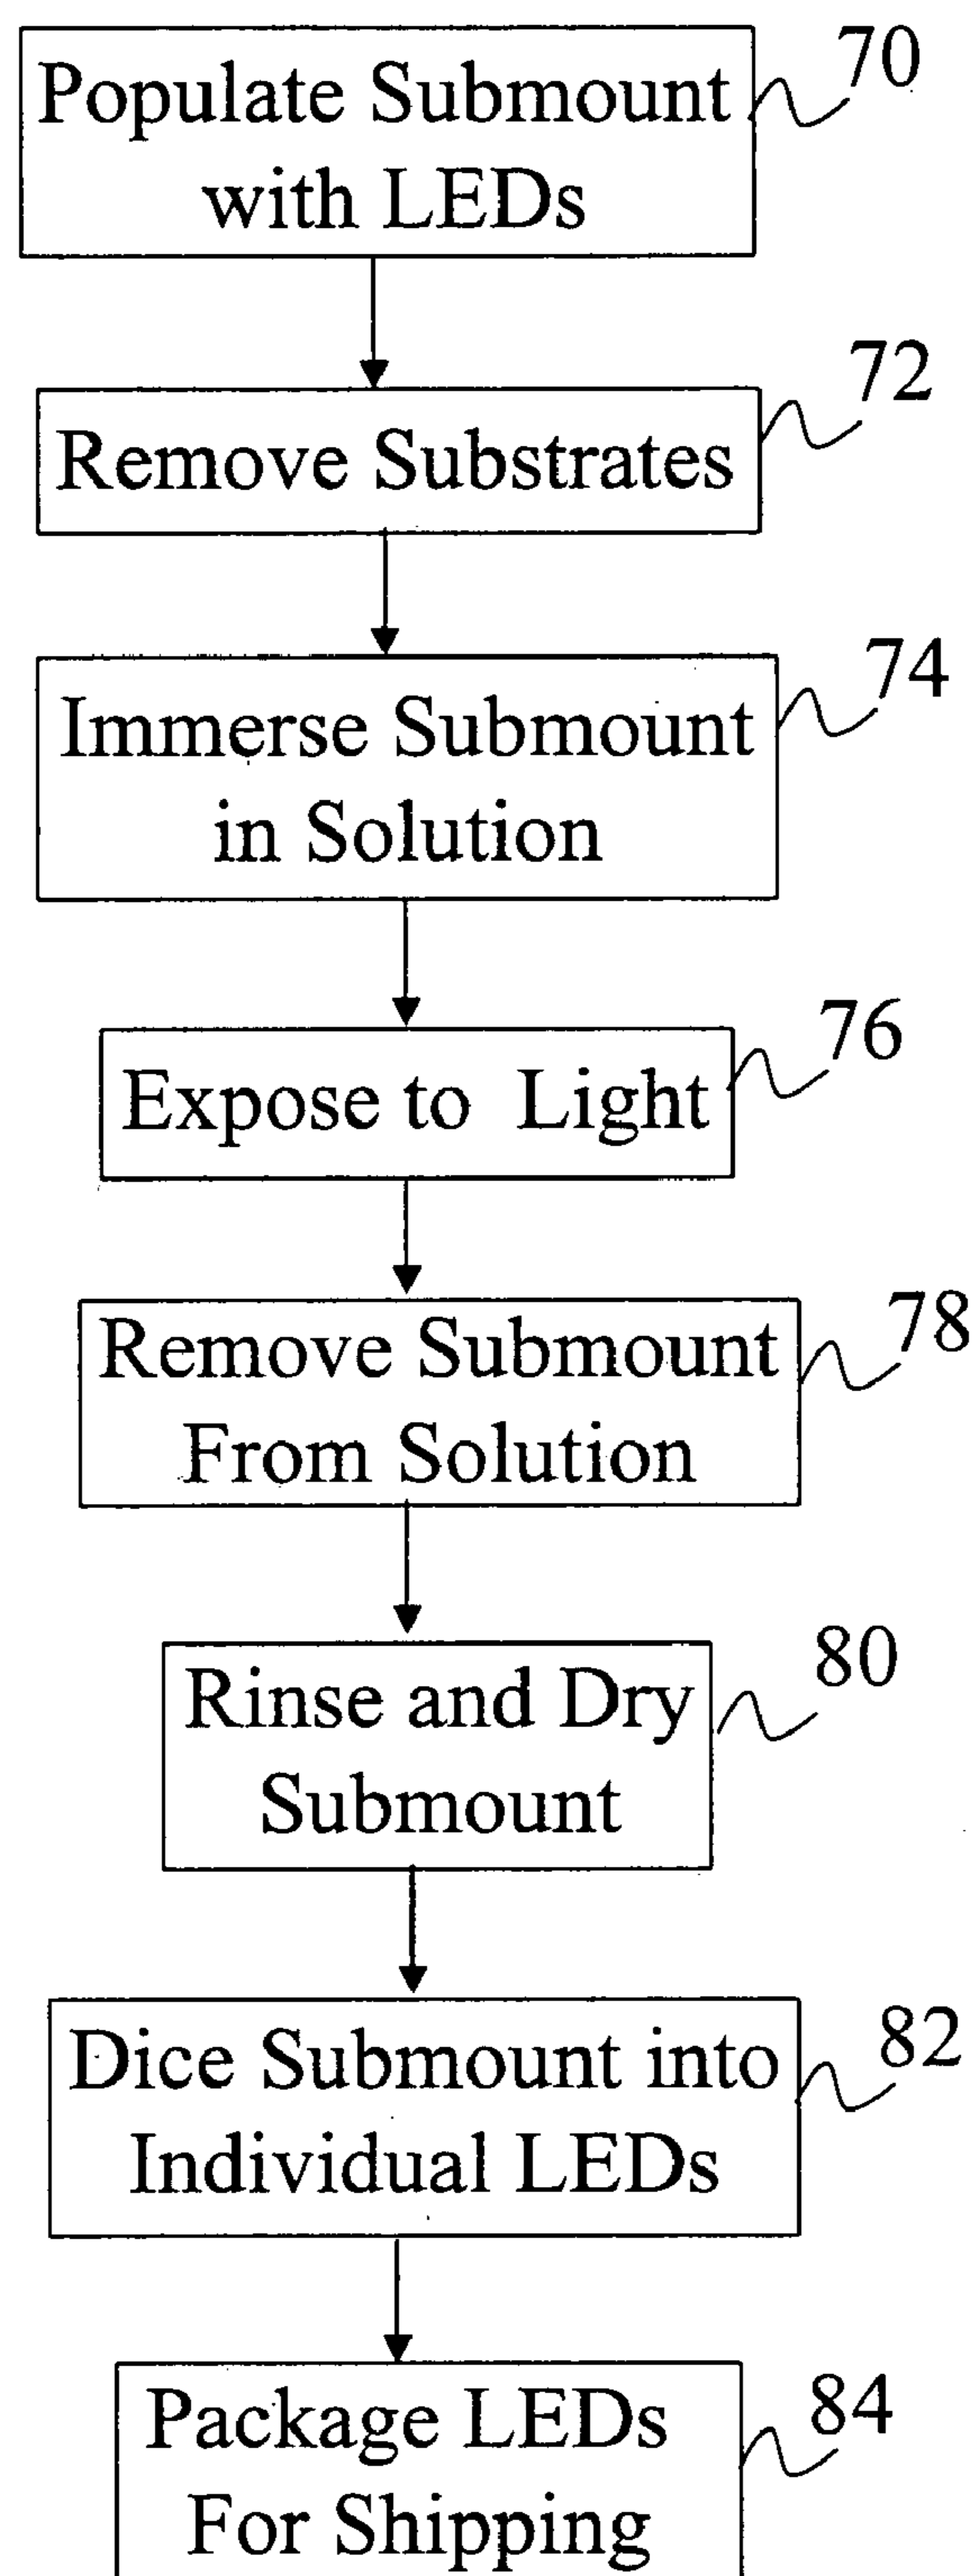 Populate Submount
with LEDs
70
Remove Substrates
72
Immerse Submount
in Solution
74
Expose to Light
76
Remove Submount
From Solution
78
Rinse and Dry
Submount
80
Dice Submount into
Individual LEDs
82
Package LEDs
For Shipping
84